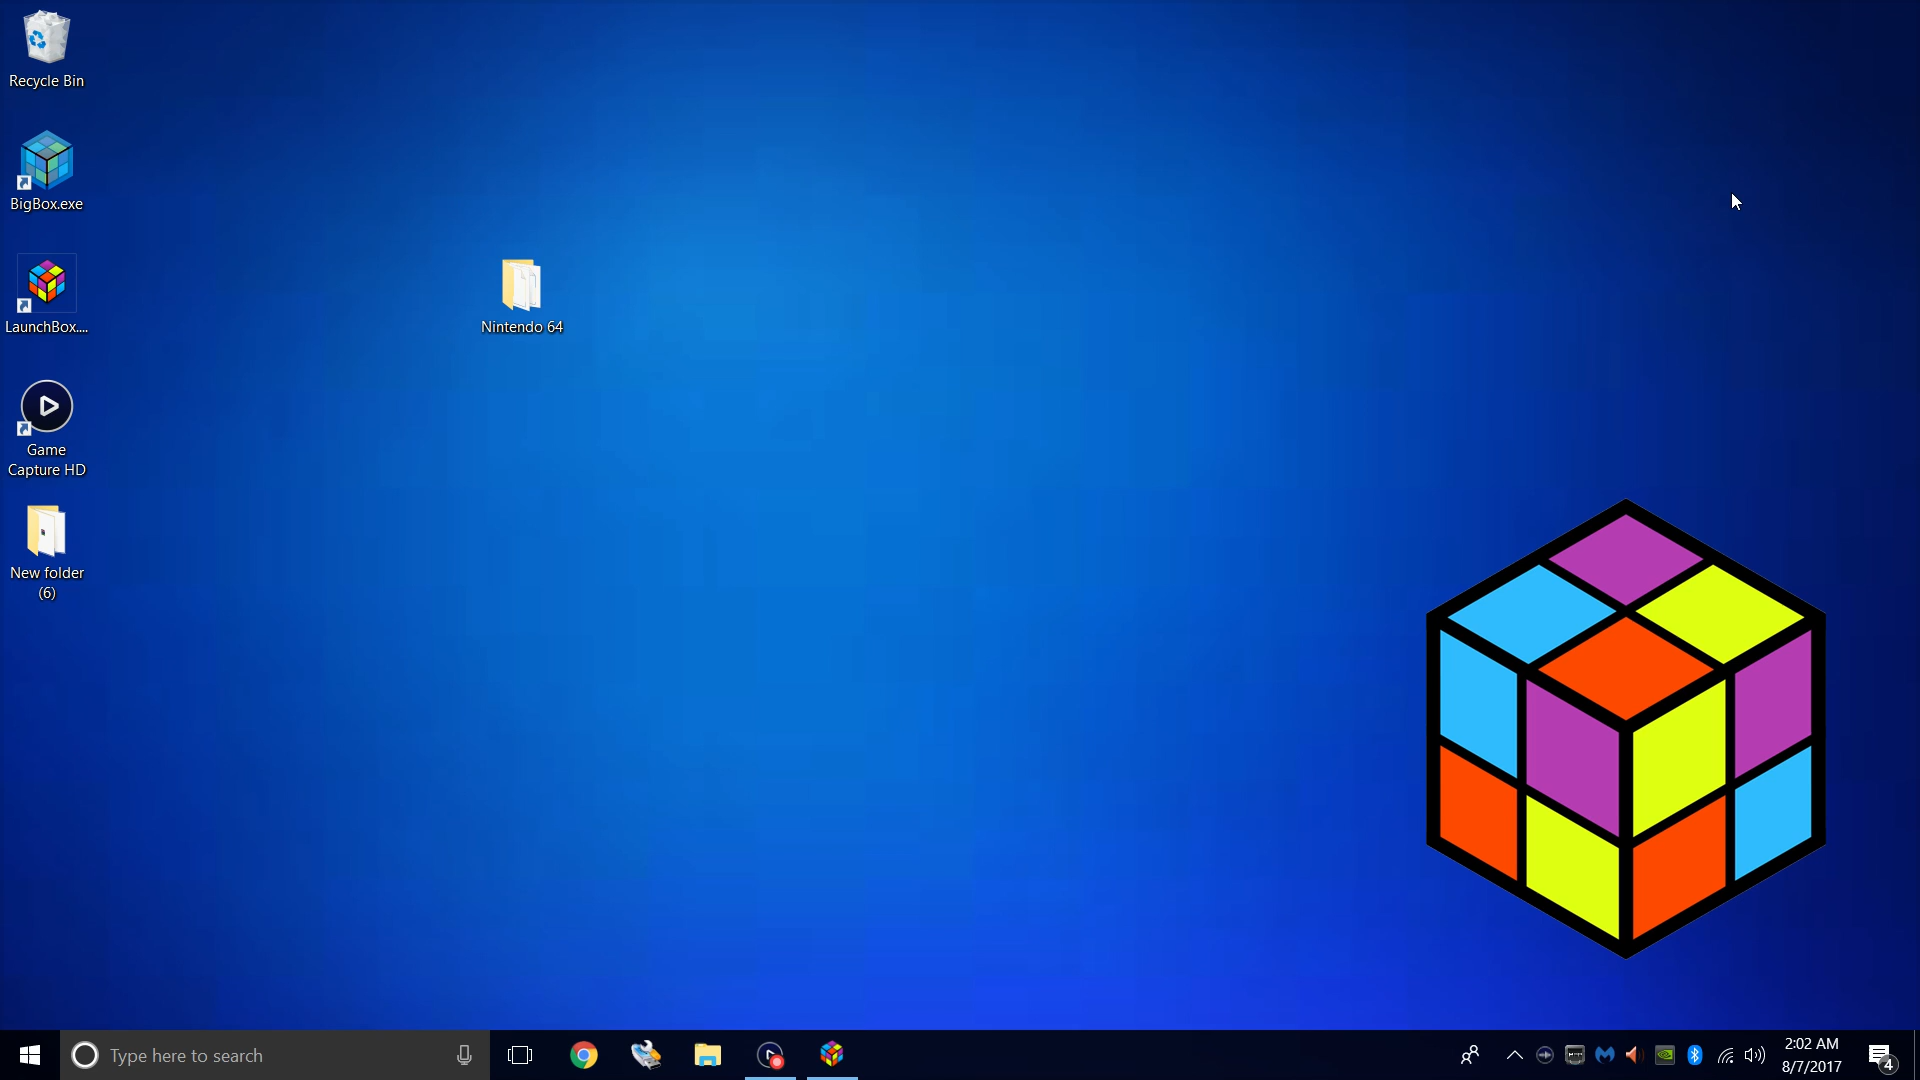 Recycle Bin
BigBox.exe
LaunchBox....
Game
Capture HD
New folder
(6)
Nintendo 64
Type here to search
2:02 AM
8/7/2017
4